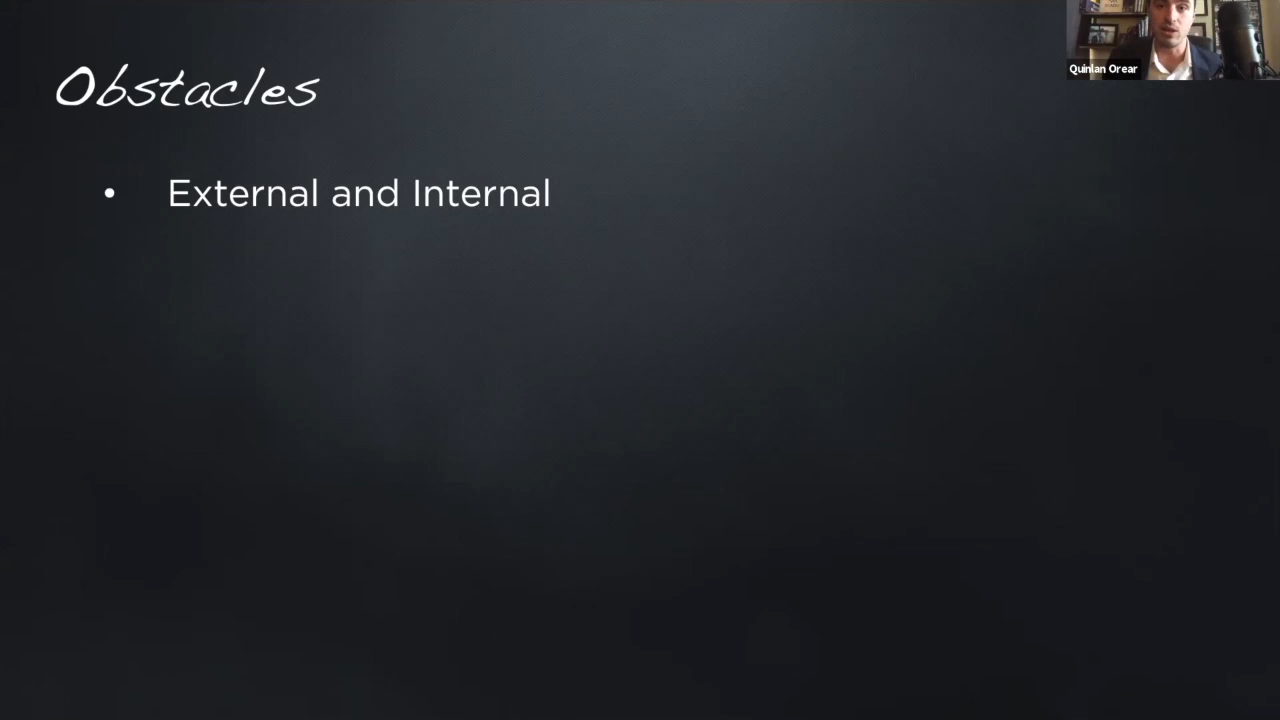 Obstacles
Quinlan Orear
• External and Internal